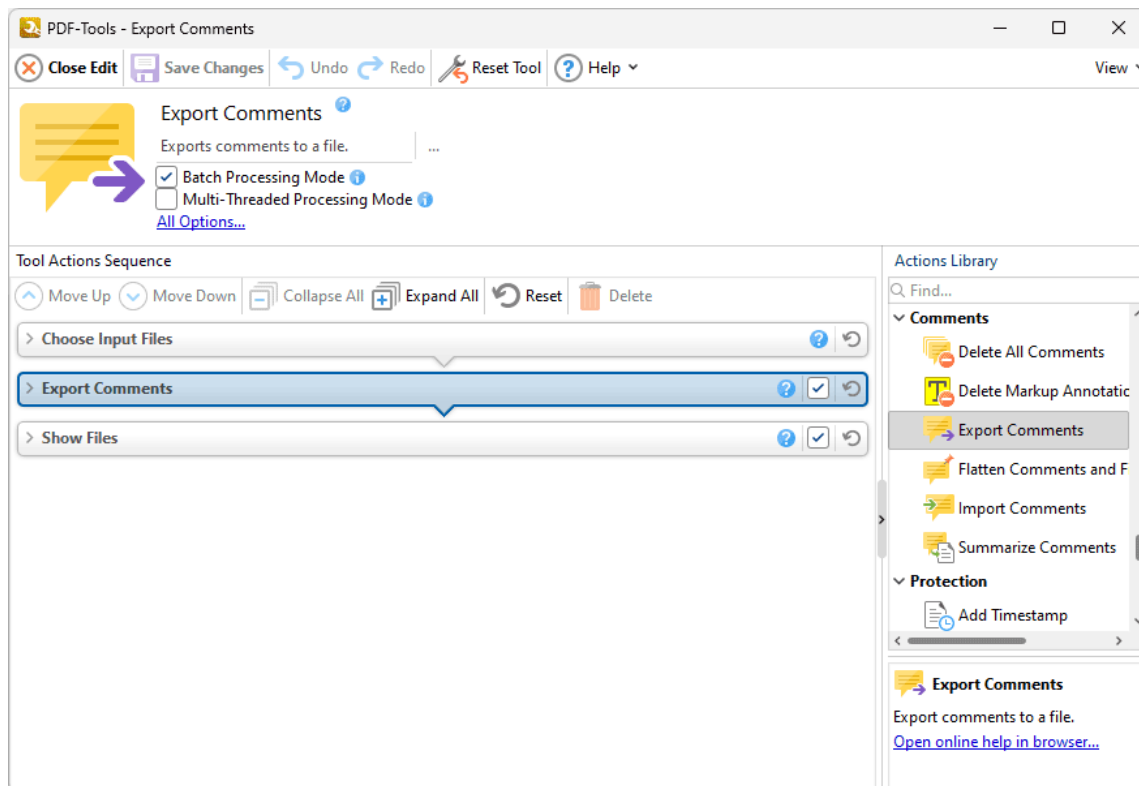 PDF-Tools - Export Comments
Close Edit Save Changes Undo Redo Reset Tool ? Help View
Export Comments ?
Exports comments to a file. ...
Batch Processing Mode i
Multi-Threaded Processing Mode i
All Options...
Tool Actions Sequence
Move Up Move Down Collapse All Expand All Reset Delete
Choose Input Files ?
Export Comments ?
Show Files ?
Actions Library
Find...
Comments
Delete All Comments
T Delete Markup Annotatic
Export Comments
Flatten Comments and F
Import Comments
Summarize Comments
Protection
Add Timestamp
Export Comments
Export comments to a file.
Open online help in browser...